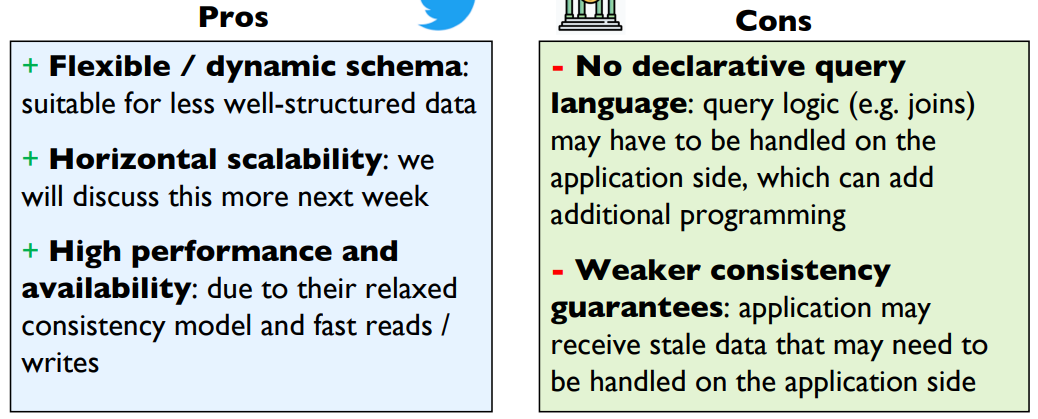 Pros
+ Flexible / dynamic schema:
suitable for less well-structured data
+ Horizontal scalability: we
will discuss this more next week
+ High performance and
availability: due to their relaxed
consistency model and fast reads /
writes
Cons
- No declarative query
language: query logic (e.g. joins)
may have to be handled on the
application side, which can add
additional programming
- Weaker consistency
guarantees: application may
receive stale data that may need to
be handled on the application side